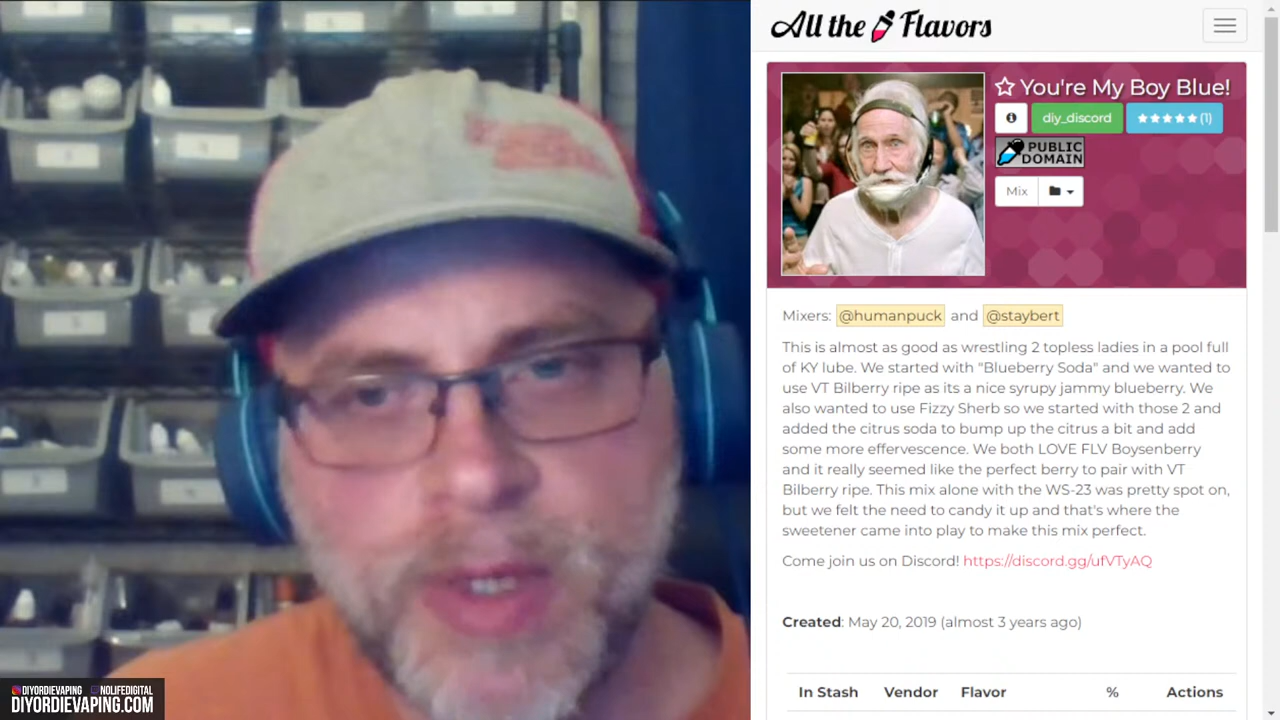 All the Flavors
You're My Boy Blue!
diy_discord
(1)
PUBLIC
DOMAIN
Mix
Mixers: @humanpuck and @staybert
This is almost as good as wrestling 2 topless ladies in a pool full
of KY lube. We started with "Blueberry Soda" and we wanted to
use VT Bilberry ripe as its a nice syrupy jammy blueberry. We
also wanted to use Fizzy Sherb so we started with those 2 and
added the citrus soda to bump up the citrus a bit and add
some more effervescence. We both LOVE FLV Boysenberry
and it really seemed like the perfect berry to pair with VT
Bilberry ripe. This mix alone with the WS-23 was pretty spot on,
but we felt the need to candy it up and that's where the
sweetener came into play to make this mix perfect.
Come join us on Discord! https://discord.gg/ufVTyAQ
Created: May 20, 2019 (almost 3 years ago)
In Stash Vendor Flavor % Actions
DIYORDIEVAPING NOLIFEDIGITAL
DIYORDIEVAPING.COM